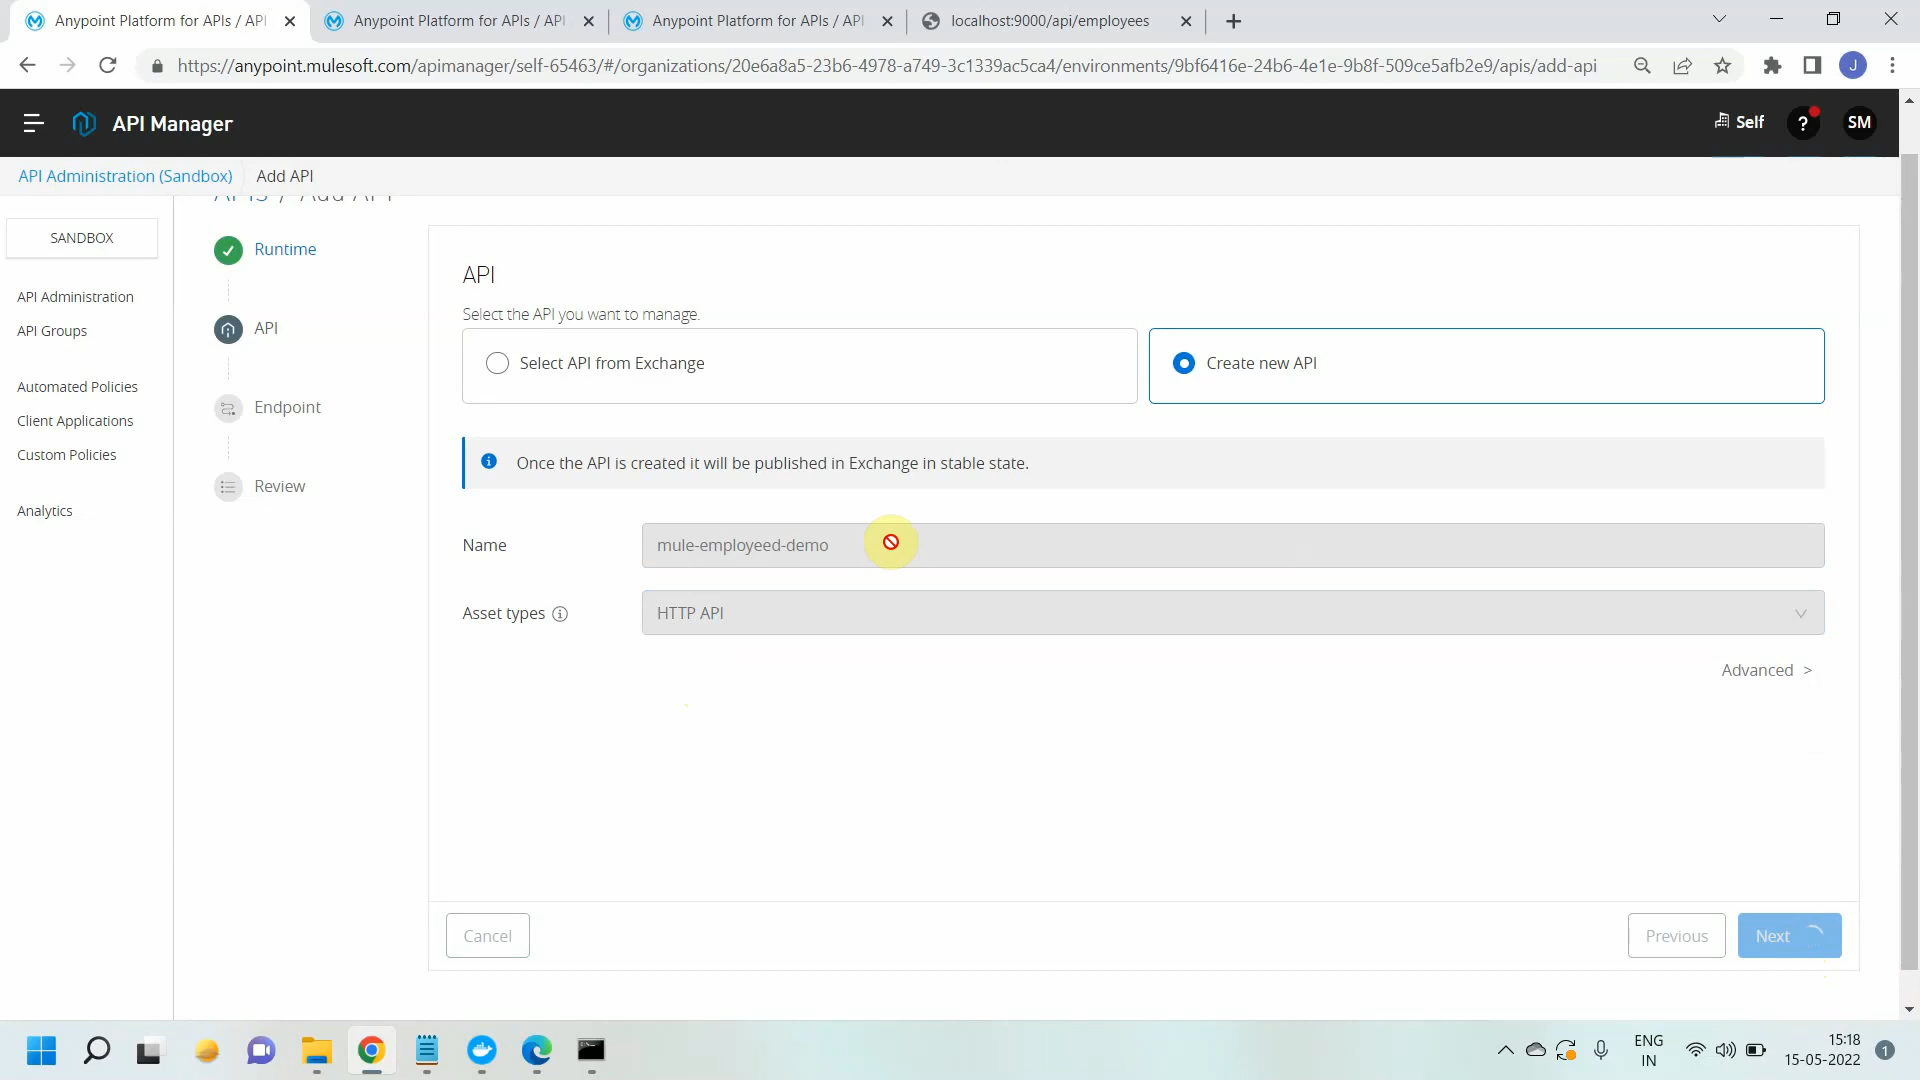 Anypoint Platform for APIs / API
Anypoint Platform for APIs / API
Anypoint Platform for APIs / API
localhost:9000/api/employees
https://anypoint.mulesoft.com/apimanager/self-65463/#/organizations/20e6a8a5-23b6-4978-a749-3c1339ac5ca4/environments/9bf6416e-24b6-4e1e-9b8f-509ce5afb2e9/apis/add-api
J
API Manager
Self
?
SM
API Administration (Sandbox)
Add API
APIs / Add API
SANDBOX
API Administration
API Groups
Automated Policies
Client Applications
Custom Policies
Analytics
Runtime
API
Endpoint
Review
API
Select the API you want to manage.
Select API from Exchange
Create new API
Once the API is created it will be published in Exchange in stable state.
Name
mule-employeed-demo
Asset types
HTTP API
Advanced >
Cancel
Previous
Next
ENG
IN
15:18
15-05-2022
1